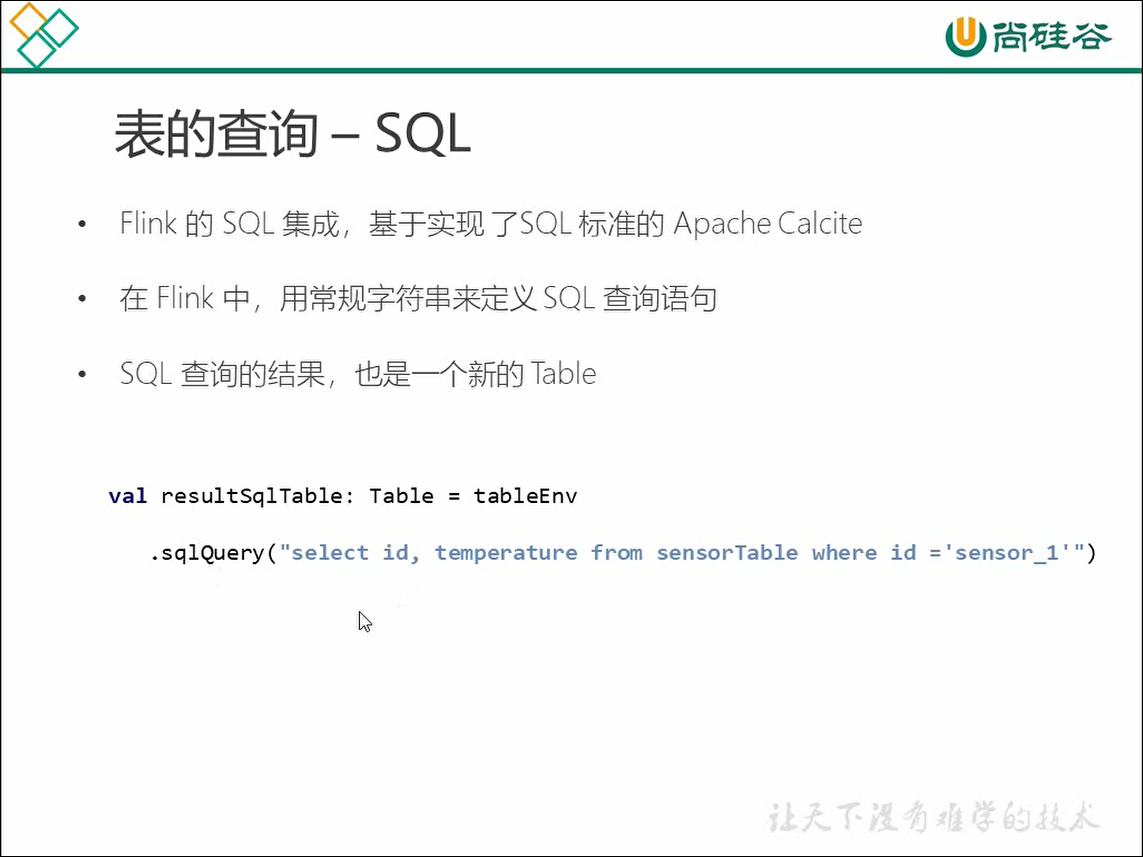 尚硅谷
表的查询 – SQL
• Flink 的 SQL 集成，基于实现了SQL 标准的 Apache Calcite
• 在 Flink 中，用常规字符串来定义 SQL 查询语句
• SQL 查询的结果，也是一个新的 Table
val resultSqlTable: Table = tableEnv
.sqlQuery("select id, temperature from sensorTable where id ='sensor_1'")
让天下没有难学的技术